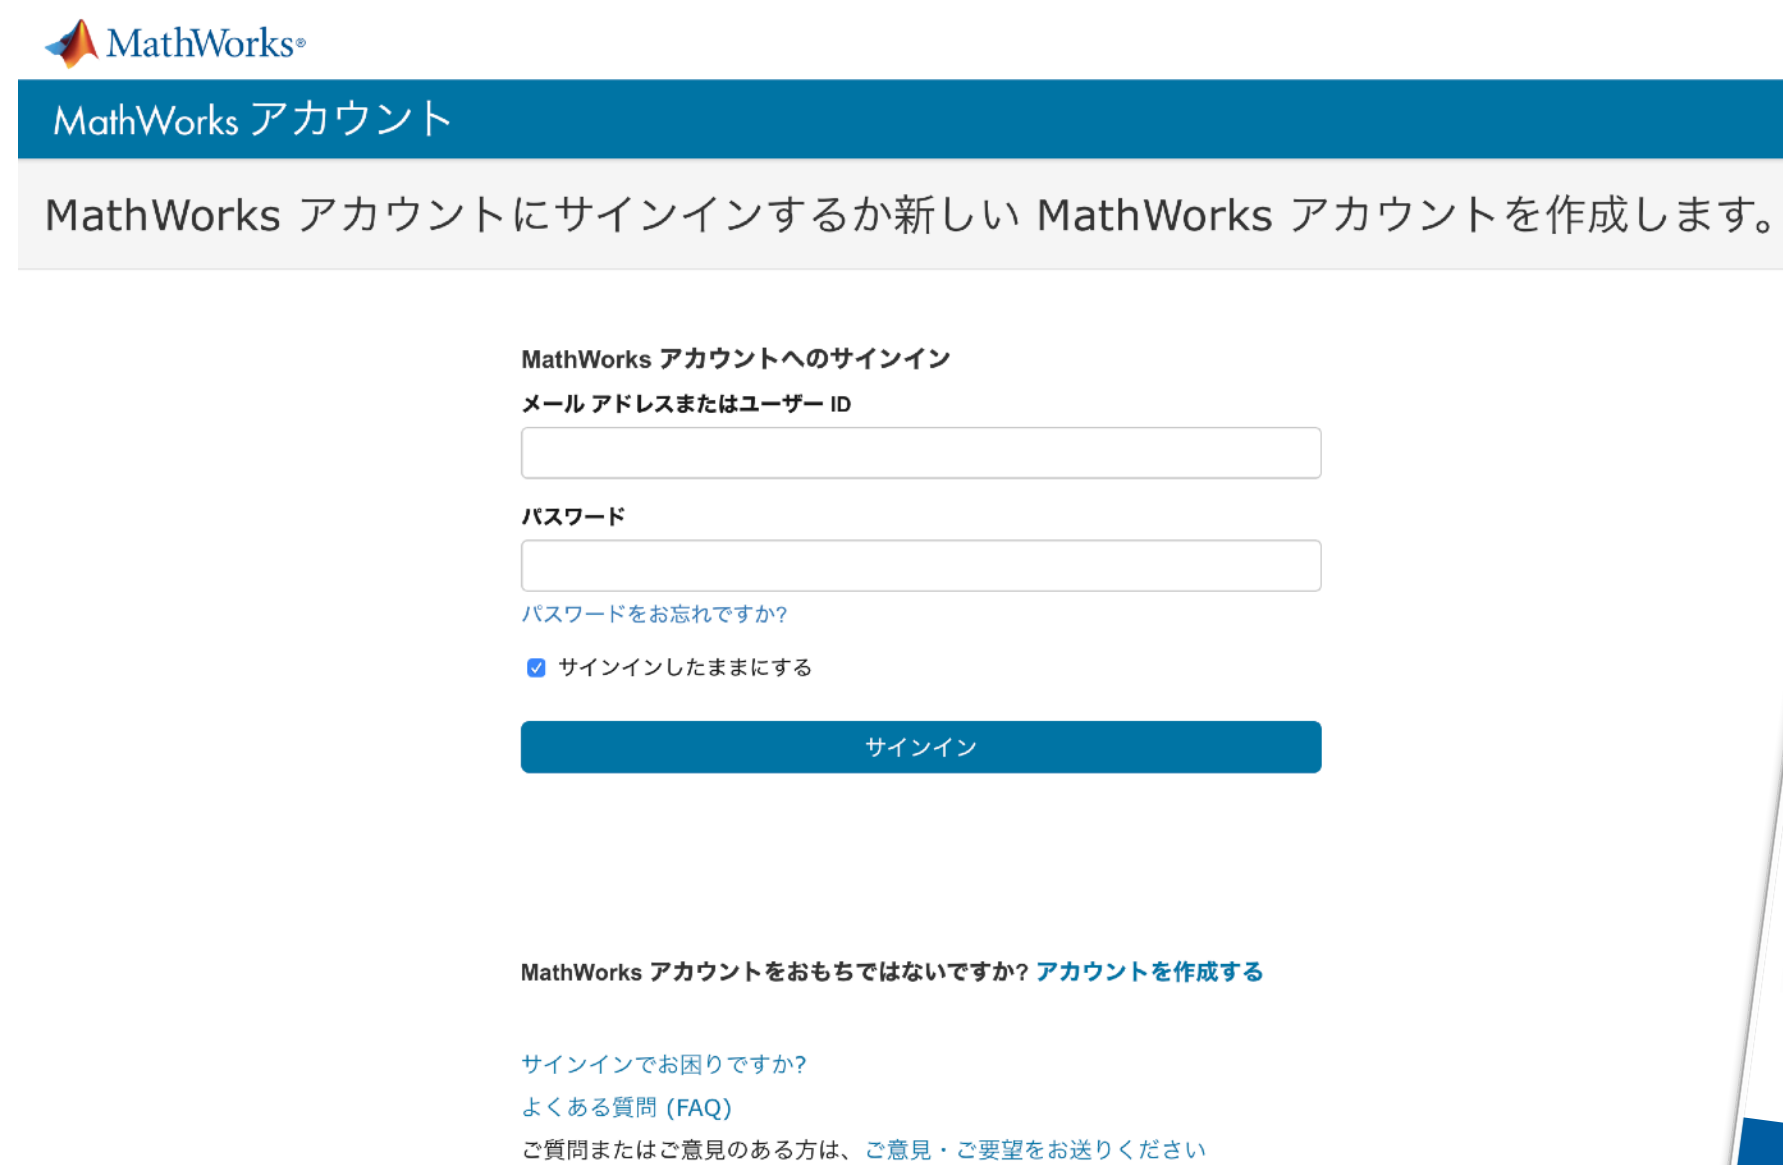 MathWorks®
MathWorks アカウント
MathWorks アカウントにサインインするか新しい MathWorks アカウントを作成します。
MathWorks アカウントへのサインイン
メール アドレスまたはユーザー ID
パスワード
パスワードをお忘れですか?
サインインしたままにする
サインイン
MathWorks アカウントをおもちではないですか? アカウントを作成する
サインインでお困りですか?
よくある質問 (FAQ)
ご質問またはご意見のある方は、ご意見・ご要望をお送りください